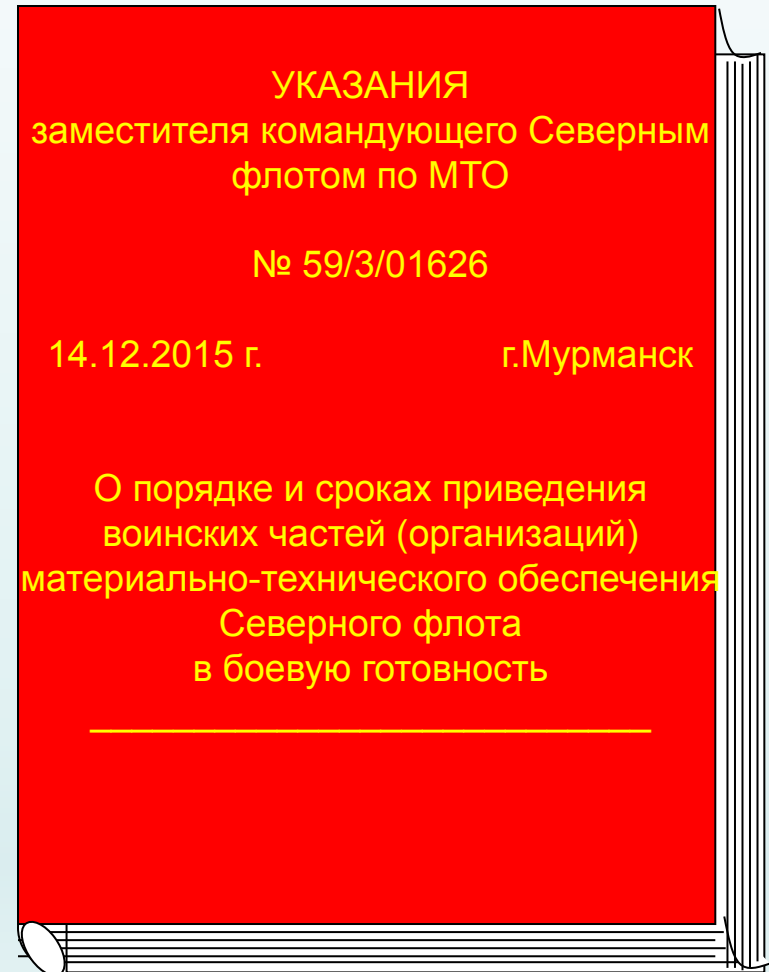 УКАЗАНИЯ
заместителя командующего Северным
флотом по МТО
№ 59/3/01626
14.12.2015 г. г.Мурманск
О порядке и сроках приведения
воинских частей (организаций)
материально-технического обеспечения
Северного флота
в боевую готовность